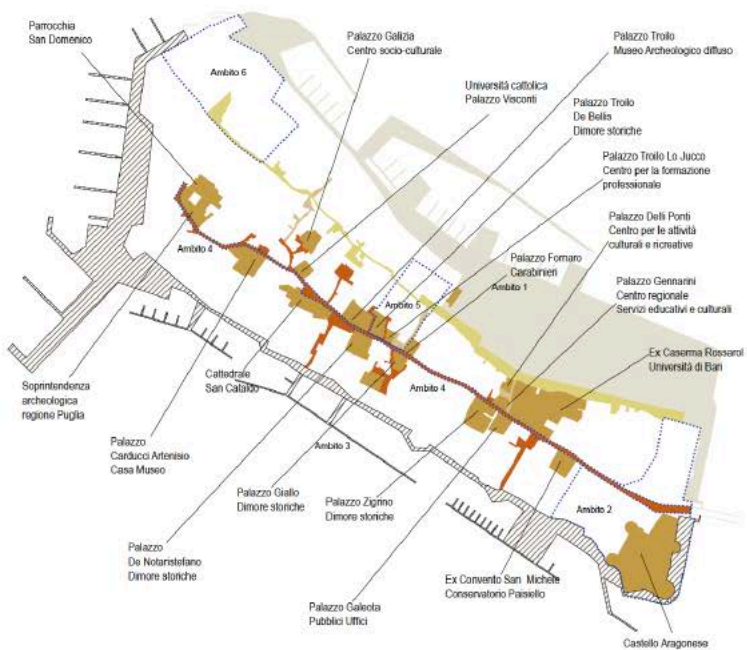 Parrocchia
San Domenico
Palazzo Galizia
Centro socio-culturale
Palazzo Troilo
Museo Archeologico diffuso
Ambito 6
Università cattolica
Palazzo Visconti
Palazzo Troilo
De Bellis
Dimore storiche
Palazzo Troilo Lo Jucco
Centro per la formazione
professionale
Palazzo Delli Ponti
Centro per le attività
culturali e ricreative
Ambito 4
Palazzo Fornaro
Carabinieri
Ambito 1
Palazzo Gennarini
Centro regionale
Servizi educativi e culturali
Ambito 5
Ex Caserma Rossarol
Università di Bari
Soprintendenza
archeologica
regione Puglia
Cattedrale
San Cataldo
Ambito 4
Palazzo
Carducci Artenisio
Casa Museo
Ambito 3
Palazzo Giallo
Dimore storiche
Palazzo Zigrino
Dimore storiche
Ambito 2
Palazzo
De Notaristefano
Dimore storiche
Ex Convento San Michele
Conservatorio Paisiello
Palazzo Galeota
Pubblici Uffici
Castello Aragonese